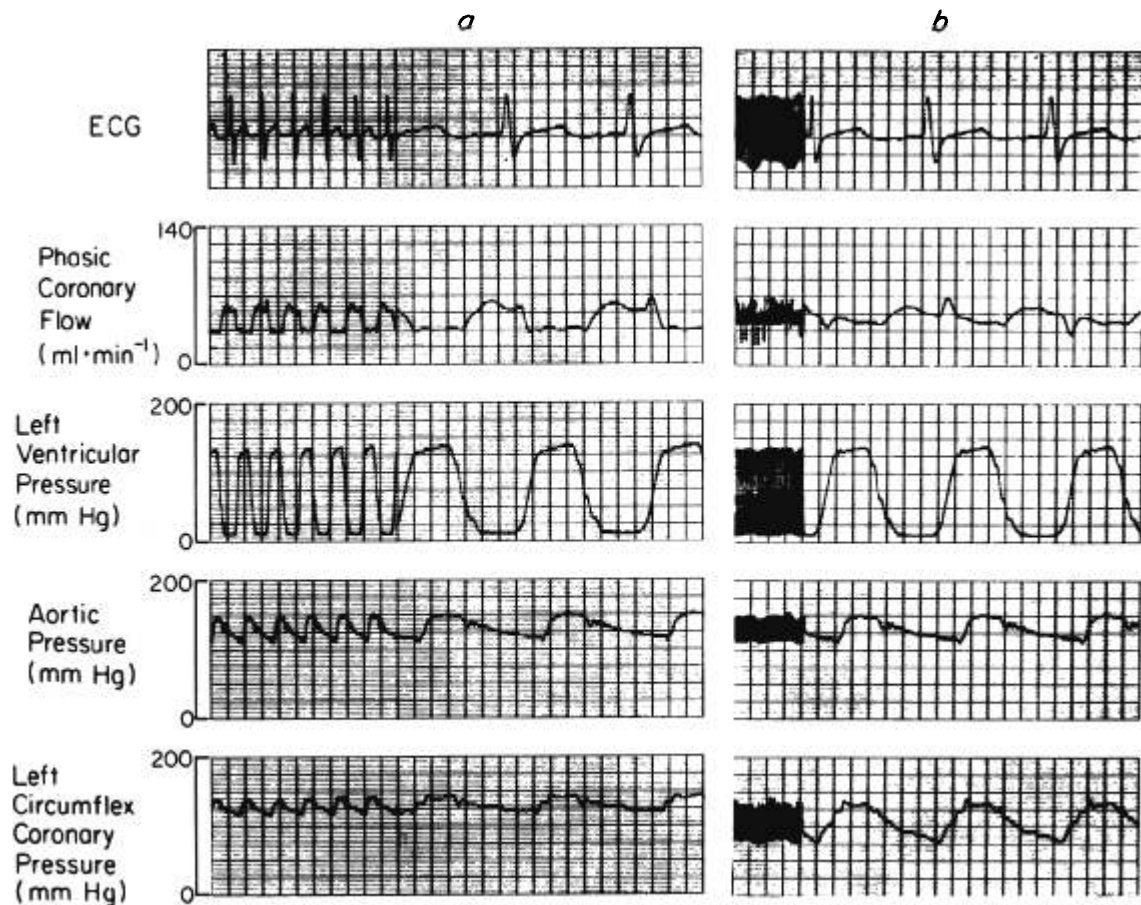 a
b
ECG
140
Phasic
Coronary
Flow
(ml·min⁻¹)
0
200
Left
Ventricular
Pressure
(mm Hg)
0
200
Aortic
Pressure
(mm Hg)
0
200
Left
Circumflex
Coronary
Pressure
(mm Hg)
0